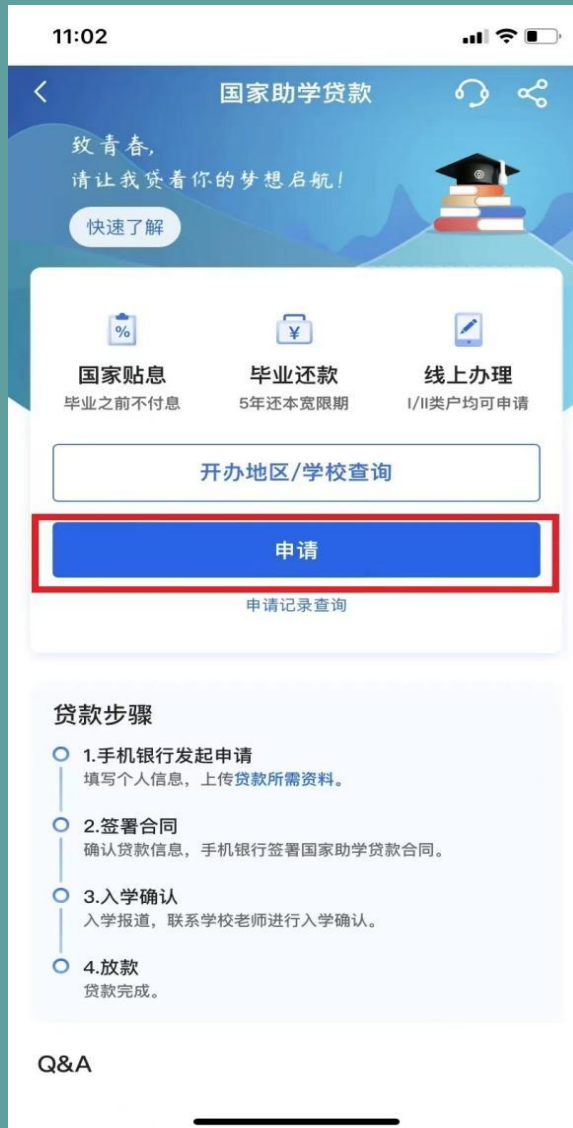 11:02
国家助学贷款
致青春,
请让我贷着你的梦想启航!
快速了解
%
¥
国家贴息
毕业还款
线上办理
毕业之前不付息
5年还本宽限期
I/II类户均可申请
开办地区/学校查询
申请
申请记录查询
贷款步骤
1.手机银行发起申请
填写个人信息，上传贷款所需资料。
2.签署合同
确认贷款信息，手机银行签署国家助学贷款合同。
3.入学确认
入学报道，联系学校老师进行入学确认。
4.放款
贷款完成。
Q&A